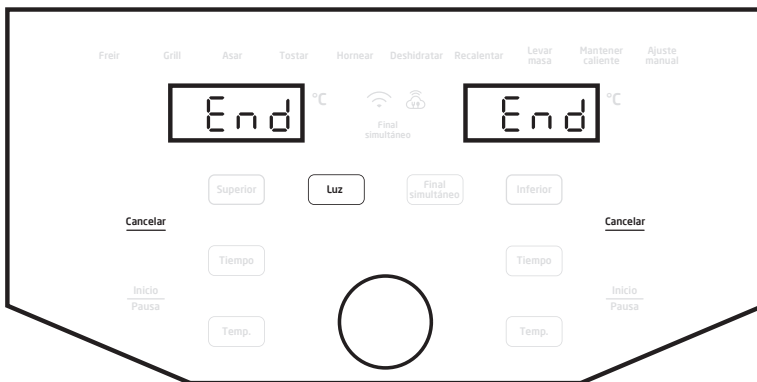 Freír Grill Asar Tostar Hornear Deshidratar Recalentar Levar masa Mantener caliente Ajuste manual
End °C End °C
Final simultáneo
Superior Luz Final simultáneo Inferior
Cancelar Cancelar
Tiempo Tiempo
Inicio Pausa Inicio Pausa
Temp. Temp.